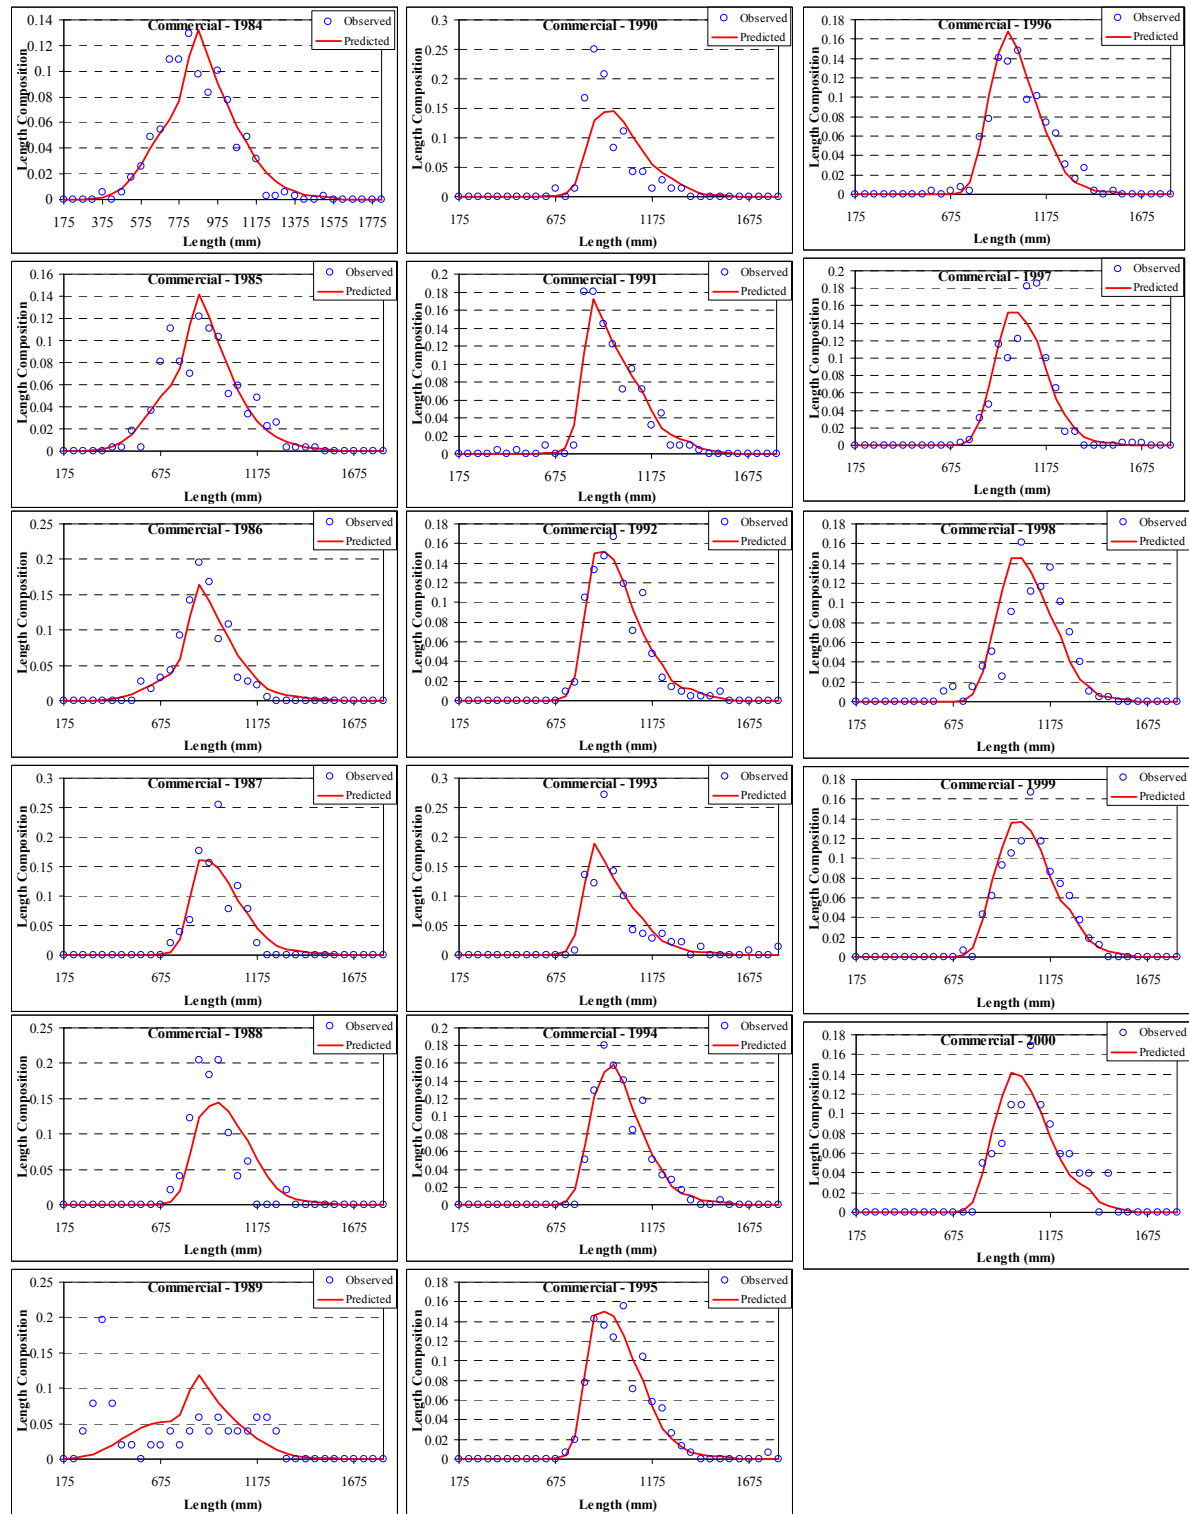 Commercial - 1984
Observed
Predicted
Length Composition
0.14
0.12
0.1
0.08
0.06
0.04
0.02
0
175 375 575 775 975 1175 1375 1575 1775
Length (mm)
Commercial - 1985
Observed
Predicted
Length Composition
0.16
0.14
0.12
0.1
0.08
0.06
0.04
0.02
0
175 675 1175 1675
Length (mm)
Commercial - 1986
Observed
Predicted
Length Composition
0.25
0.2
0.15
0.1
0.05
0
175 675 1175 1675
Length (mm)
Commercial - 1987
Observed
Predicted
Length Composition
0.3
0.25
0.2
0.15
0.1
0.05
0
175 675 1175 1675
Length (mm)
Commercial - 1988
Observed
Predicted
Length Composition
0.25
0.2
0.15
0.1
0.05
0
175 675 1175 1675
Length (mm)
Commercial - 1989
Observed
Predicted
Length Composition
0.25
0.2
0.15
0.1
0.05
0
175 675 1175 1675
Length (mm)
Commercial - 1990
Observed
Predicted
Length Composition
0.3
0.25
0.2
0.15
0.1
0.05
0
175 675 1175 1675
Length (mm)
Commercial - 1991
Observed
Predicted
Length Composition
0.2
0.18
0.16
0.14
0.12
0.1
0.08
0.06
0.04
0.02
0
175 675 1175 1675
Length (mm)
Commercial - 1992
Observed
Predicted
Length Composition
0.18
0.16
0.14
0.12
0.1
0.08
0.06
0.04
0.02
0
175 675 1175 1675
Length (mm)
Commercial - 1993
Observed
Predicted
Length Composition
0.3
0.25
0.2
0.15
0.1
0.05
0
175 675 1175 1675
Length (mm)
Commercial - 1994
Observed
Predicted
Length Composition
0.2
0.18
0.16
0.14
0.12
0.1
0.08
0.06
0.04
0.02
0
175 675 1175 1675
Length (mm)
Commercial - 1995
Observed
Predicted
Length Composition
0.18
0.16
0.14
0.12
0.1
0.08
0.06
0.04
0.02
0
175 675 1175 1675
Length (mm)
Commercial - 1996
Observed
Predicted
Length Composition
0.18
0.16
0.14
0.12
0.1
0.08
0.06
0.04
0.02
0
175 675 1175 1675
Length (mm)
Commercial - 1997
Observed
Predicted
Length Composition
0.2
0.18
0.16
0.14
0.12
0.1
0.08
0.06
0.04
0.02
0
175 675 1175 1675
Length (mm)
Commercial - 1998
Observed
Predicted
Length Composition
0.18
0.16
0.14
0.12
0.1
0.08
0.06
0.04
0.02
0
175 675 1175 1675
Length (mm)
Commercial - 1999
Observed
Predicted
Length Composition
0.18
0.16
0.14
0.12
0.1
0.08
0.06
0.04
0.02
0
175 675 1175 1675
Length (mm)
Commercial - 2000
Observed
Predicted
Length Composition
0.18
0.16
0.14
0.12
0.1
0.08
0.06
0.04
0.02
0
175 675 1175 1675
Length (mm)